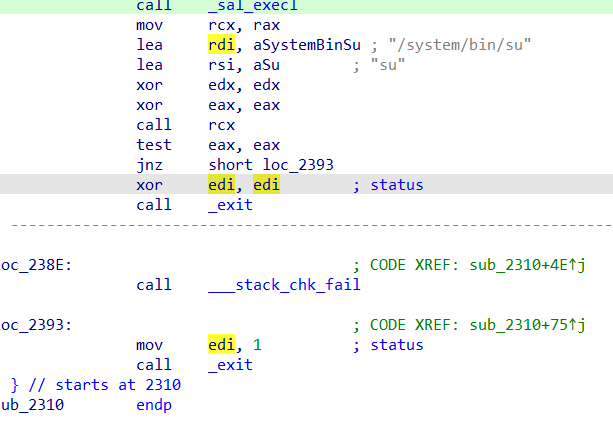 call _sal_execl
mov rcx, rax
lea rdi, aSystemBinSu ; "/system/bin/su"
lea rsi, aSu ; "su"
xor edx, edx
xor eax, eax
call rcx
test eax, eax
jnz short loc_2393
xor edi, edi ; status
call _exit
---------------------------------------------------------------------------
oc_238E: ; CODE XREF: sub_2310+4E↑j
call ___stack_chk_fail
oc_2393: ; CODE XREF: sub_2310+75↑j
mov edi, 1 ; status
call _exit
} // starts at 2310
ub_2310 endp